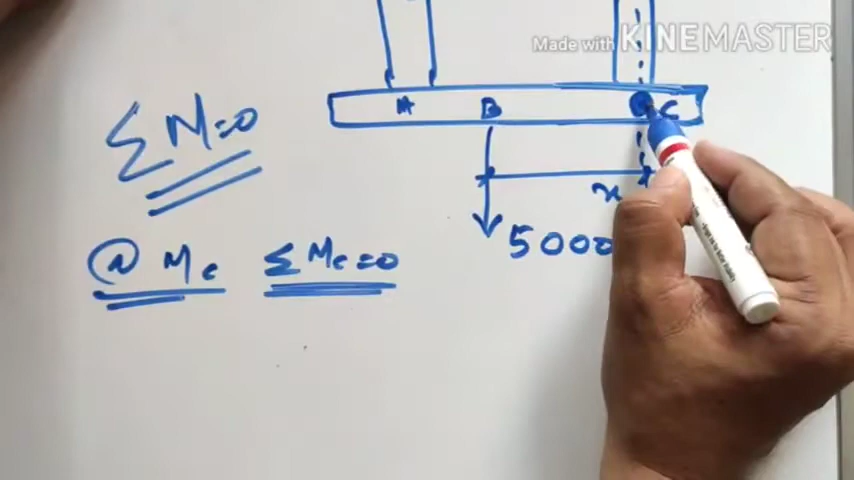 Made with KINEMASTER
A B C
ΣM=0
x
5000
@ Mc ΣMc=0